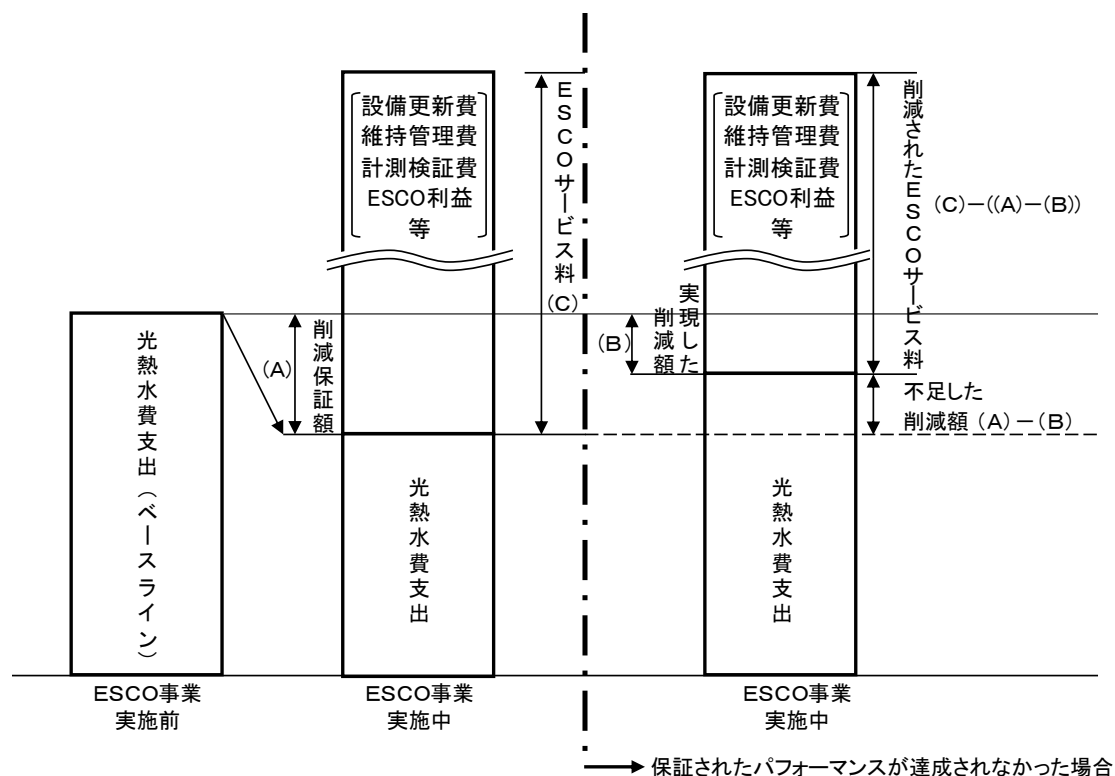 光熱水費支出(ベースライン)
ESCO事業
実施前
(A)
削減保証額
設備更新費
維持管理費
計測検証費
ESCO利益
等
光熱水費支出
ESCO事業
実施中
ESCOサービス料
(C)
(B)
実現した
削減額
設備更新費
維持管理費
計測検証費
ESCO利益
等
光熱水費支出
ESCO事業
実施中
削減されたESCOサービス料
(C)−((A)−(B))
不足した
削減額 (A)−(B)
保証されたパフォーマンスが達成されなかった場合